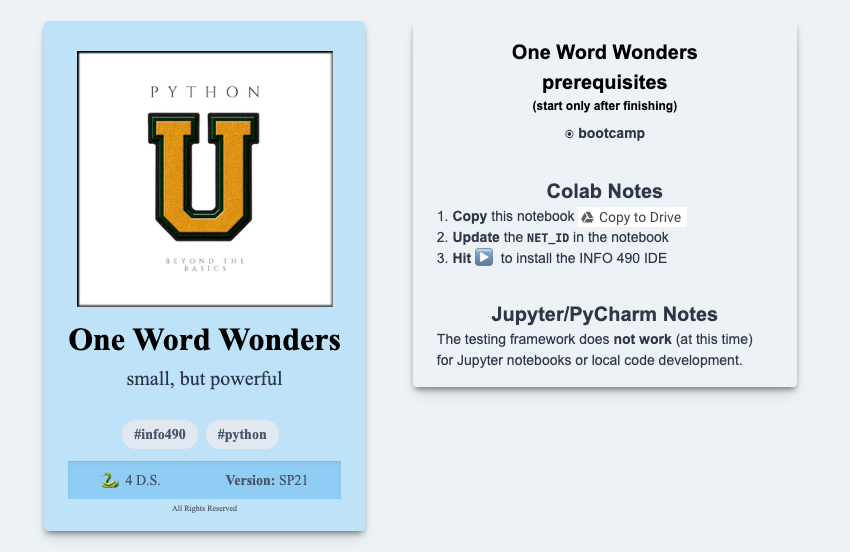 PYTHON
U
BEYOND THE
BASICS
One Word Wonders
small, but powerful
#info490 #python
4 D.S. Version: SP21
All Rights Reserved
One Word Wonders
prerequisites
(start only after finishing)
⦿ bootcamp
Colab Notes
1. Copy this notebook Copy to Drive
2. Update the NET_ID in the notebook
3. Hit ▶️ to install the INFO 490 IDE
Jupyter/PyCharm Notes
The testing framework does not work (at this time)
for Jupyter notebooks or local code development.